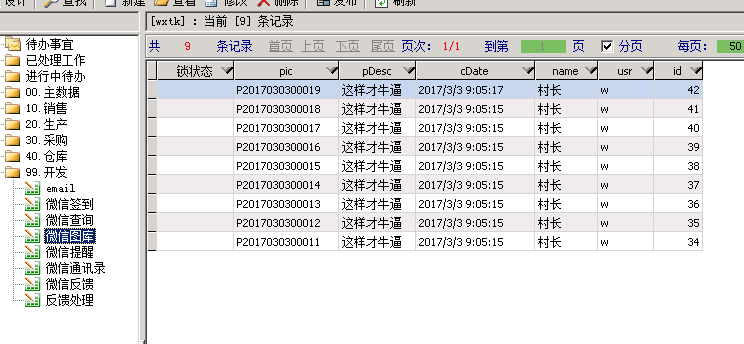 设计 查找 新建 查看 修改 删除 发布 刷新
[wxtk] : 当前 [9] 条记录
共 9 条记录 首页 上页 下页 页次: 1/1 到第 1 页 分页 每页: 50
待办事宜
已处理工作
进行中待办
00. 主数据
10. 销售
20. 生产
30. 采购
40. 仓库
99. 开发
email
微信签到
微信查询
微信图库
微信提醒
微信通讯录
微信反馈
反馈处理
锁状态 pic pDesc cDate name usr id
P2017030300019 这样才牛逼 2017/3/3 9:05:17 村长 w 42
P2017030300018 这样才牛逼 2017/3/3 9:05:15 村长 w 41
P2017030300017 这样才牛逼 2017/3/3 9:05:15 村长 w 40
P2017030300016 这样才牛逼 2017/3/3 9:05:15 村长 w 39
P2017030300015 这样才牛逼 2017/3/3 9:05:15 村长 w 38
P2017030300014 这样才牛逼 2017/3/3 9:05:15 村长 w 37
P2017030300013 这样才牛逼 2017/3/3 9:05:15 村长 w 36
P2017030300012 这样才牛逼 2017/3/3 9:05:15 村长 w 35
P2017030300011 这样才牛逼 2017/3/3 9:05:15 村长 w 34